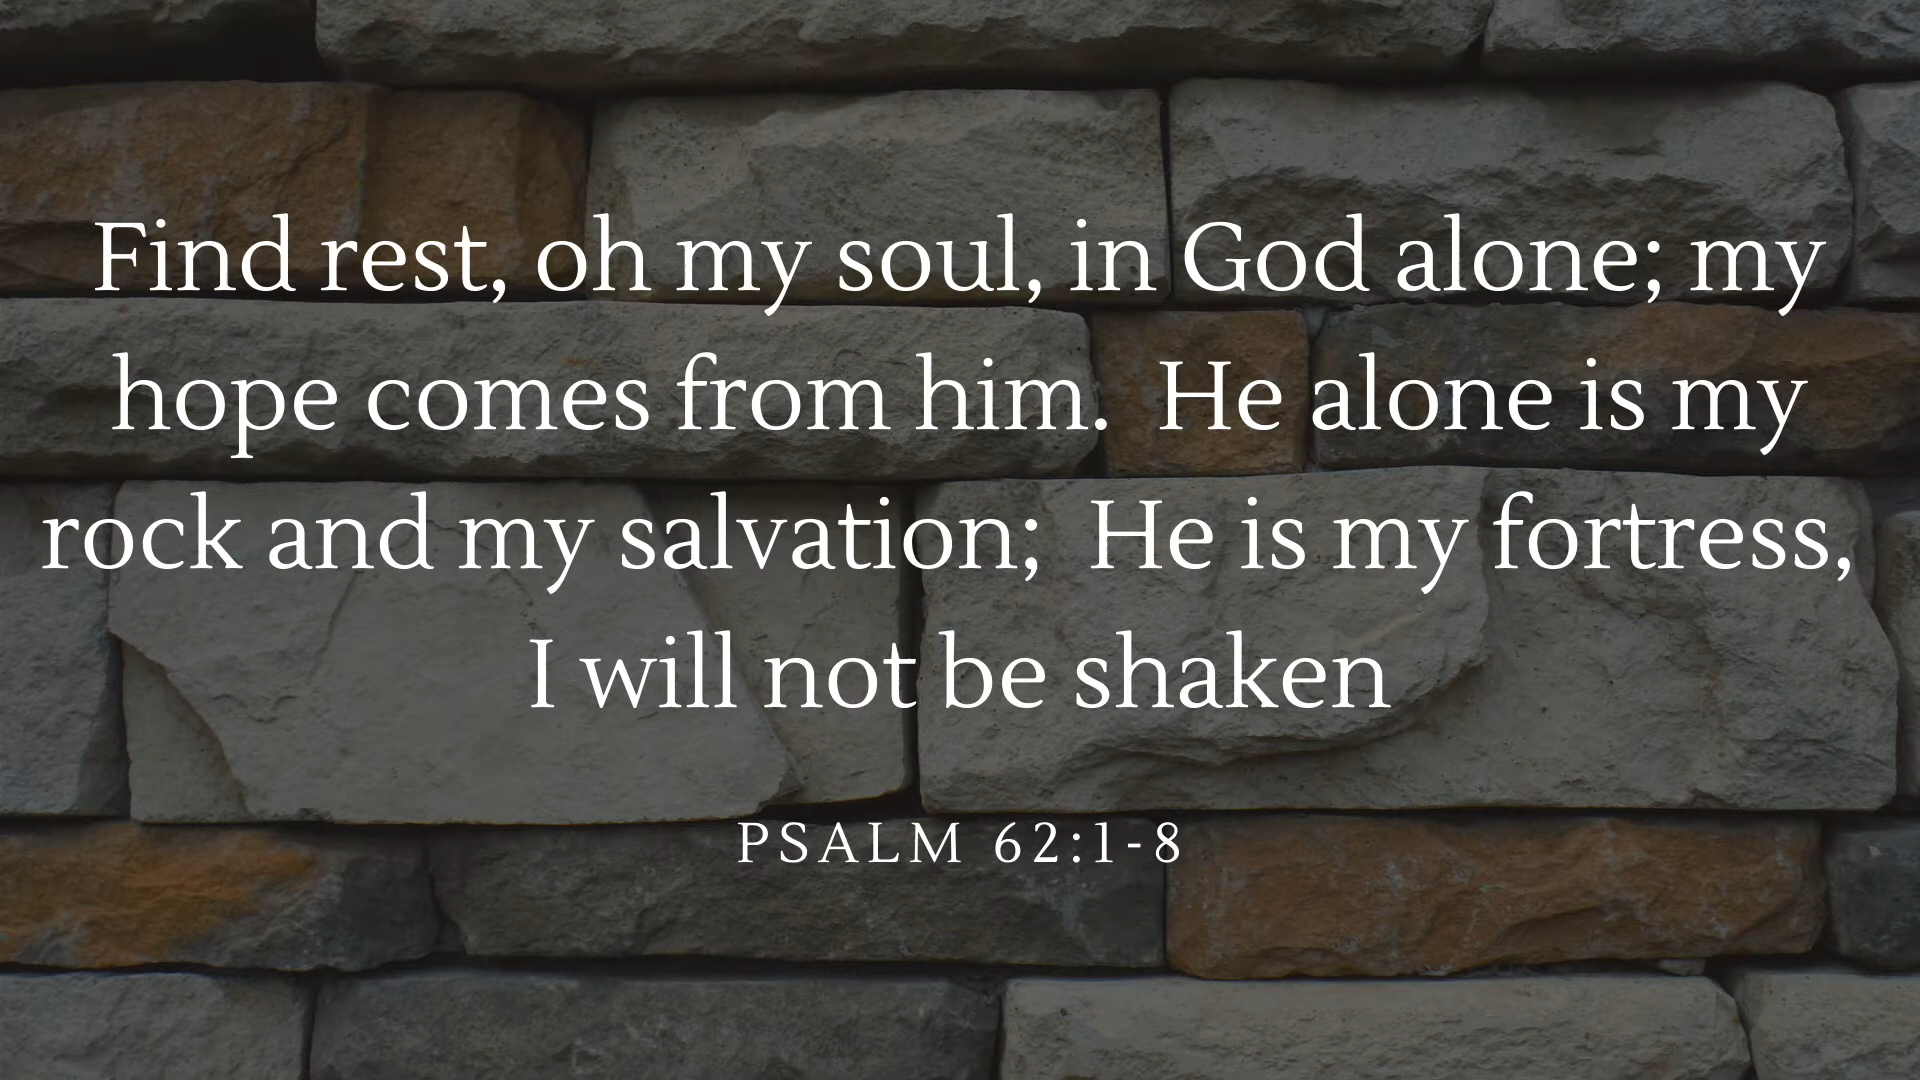 Find rest, oh my soul, in God alone; my
hope comes from him.  He alone is my
rock and my salvation;  He is my fortress,
I will not be shaken
PSALM 62:1-8